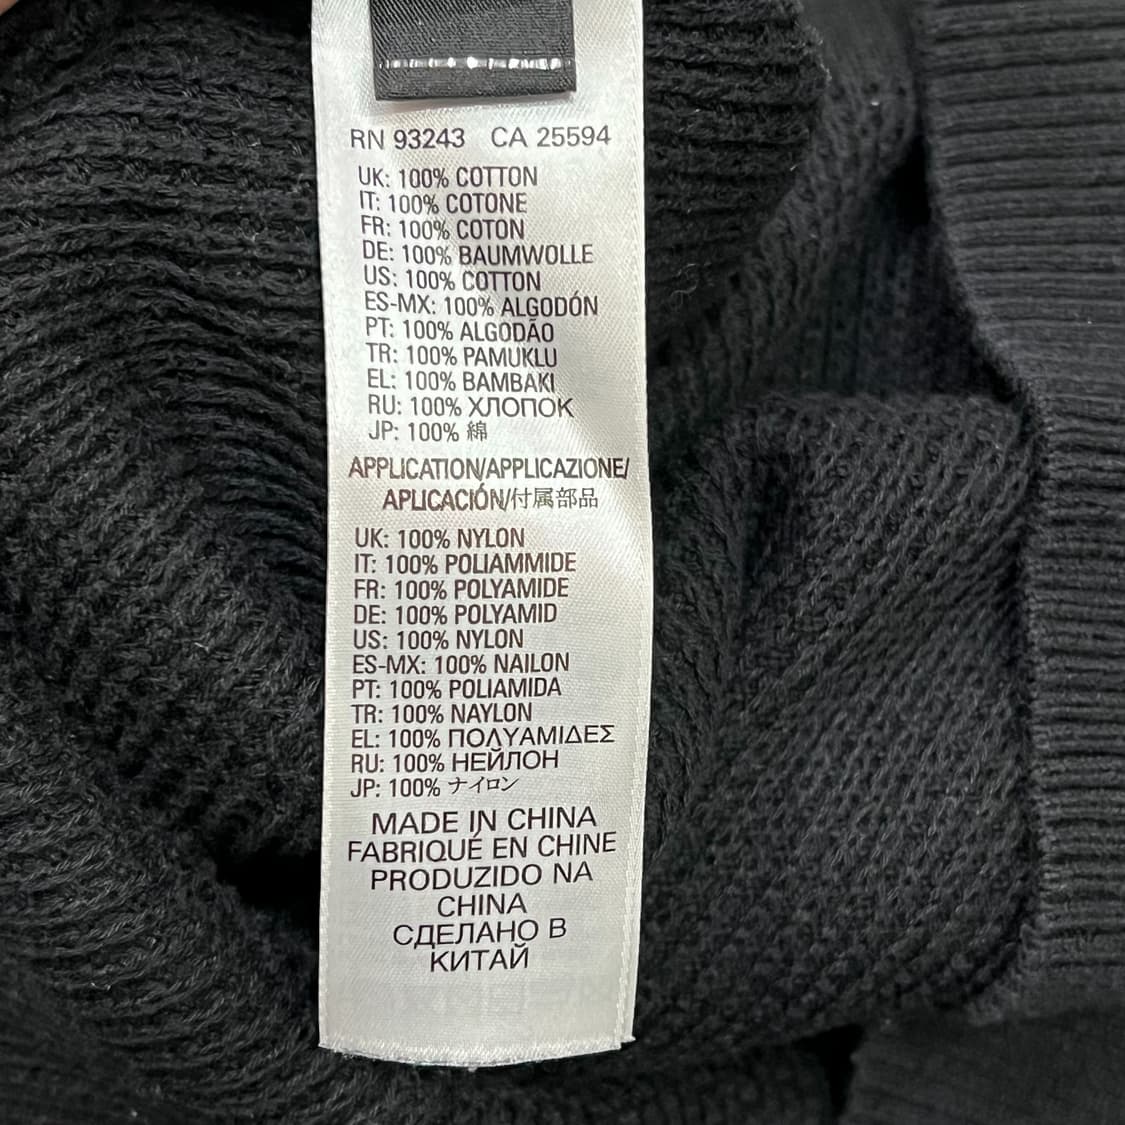 RN 93243 CA 25594
UK: 100% COTTON
IT: 100% COTONE
FR: 100% COTON
DE: 100% BAUMWOLLE
US: 100% COTTON
ES-MX: 100% ALGODÓN
PT: 100% ALGODÃO
TR: 100% PAMUKLU
EL: 100% BAMBAKI
RU: 100% ХЛОПОК
JP: 100% 綿
APPLICATION/APPLICAZIONE/
APLICACIÓN/付属部品
UK: 100% NYLON
IT: 100% POLIAMMIDE
FR: 100% POLYAMIDE
DE: 100% POLYAMID
US: 100% NYLON
ES-MX: 100% NAILON
PT: 100% POLIAMIDA
TR: 100% NAYLON
EL: 100% ΠΟΛΥΑΜΙΔΕΣ
RU: 100% НЕЙЛОН
JP: 100% ナイロン
MADE IN CHINA
FABRIQUÉ EN CHINE
PRODUZIDO NA
CHINA
СДЕЛАНО В
КИТАЙ